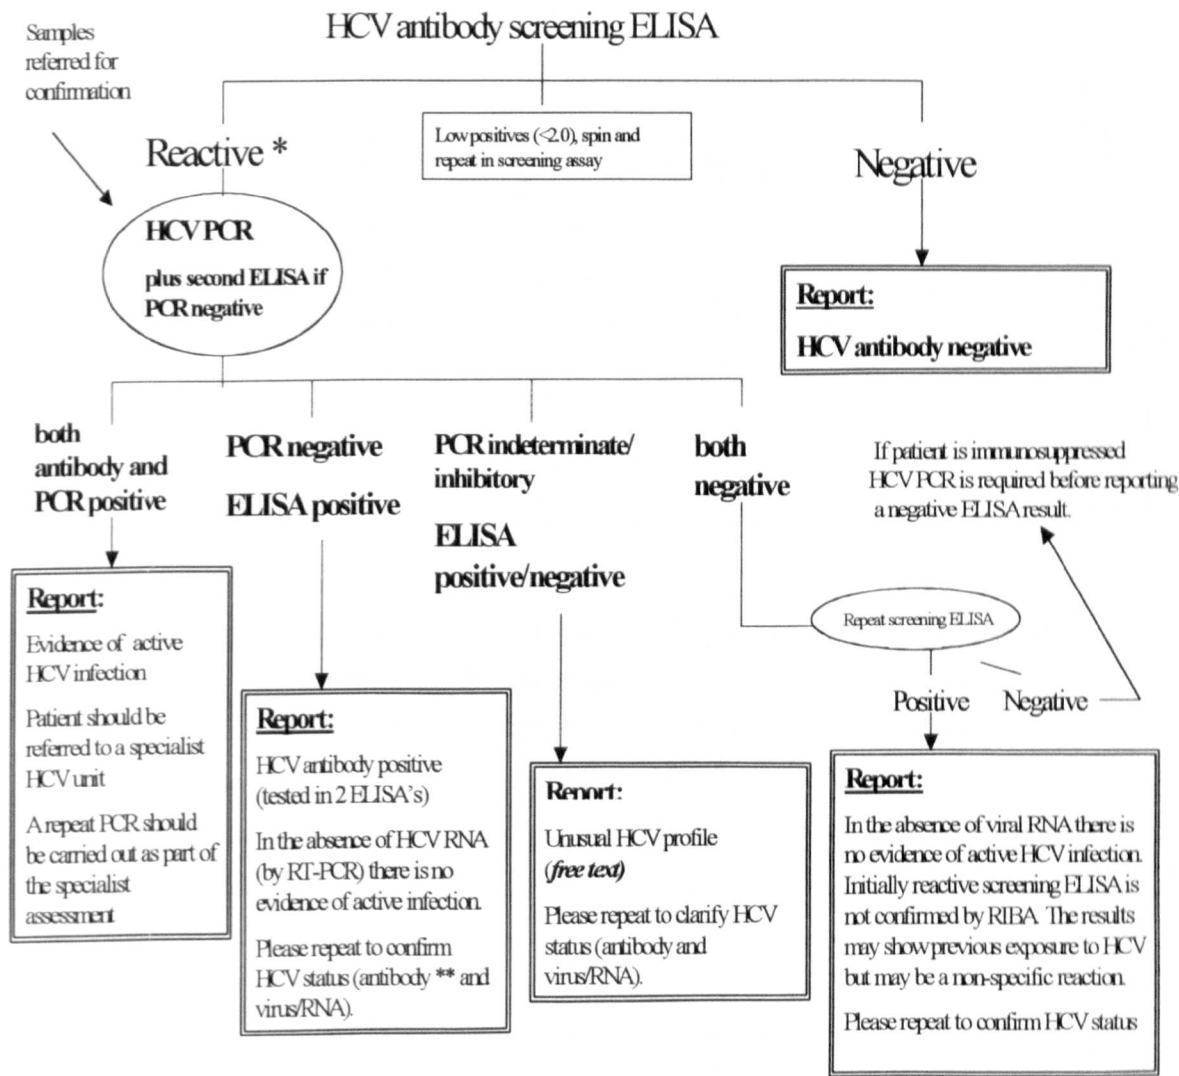 HCV antibody screening ELISA
Samples
referred for
confirmation
Reactive *
Low positives (<2.0), spin and
repeat in screening assay
Negative
HCV PCR
plus second ELISA if
PCR negative
Report:
HCV antibody negative
both
antibody and
PCR positive
PCR negative
ELISA positive
PCR indeterminate/
inhibitory
ELISA
positive/negative
both
negative
If patient is immunosuppressed
HCV PCR is required before reporting
a negative ELISA result.
Repeat screening ELISA
Positive
Negative
Report:
Evidence of active
HCV infection
Patient should be
referred to a specialist
HCV unit
A repeat PCR should
be carried out as part of
the specialist
assessment
Report:
HCV antibody positive
(tested in 2 ELISA's)
In the absence of HCV RNA
(by RT-PCR) there is no
evidence of active infection.
Please repeat to confirm
HCV status (antibody ** and
virus/RNA).
Report:
Unusual HCV profile
(free text)
Please repeat to clarify HCV
status (antibody and
virus/RNA).
Report:
In the absence of viral RNA there is
no evidence of active HCV infection.
Initially reactive screening ELISA is
not confirmed by RIBA. The results
may show previous exposure to HCV
but may be a non-specific reaction.
Please repeat to confirm HCV status